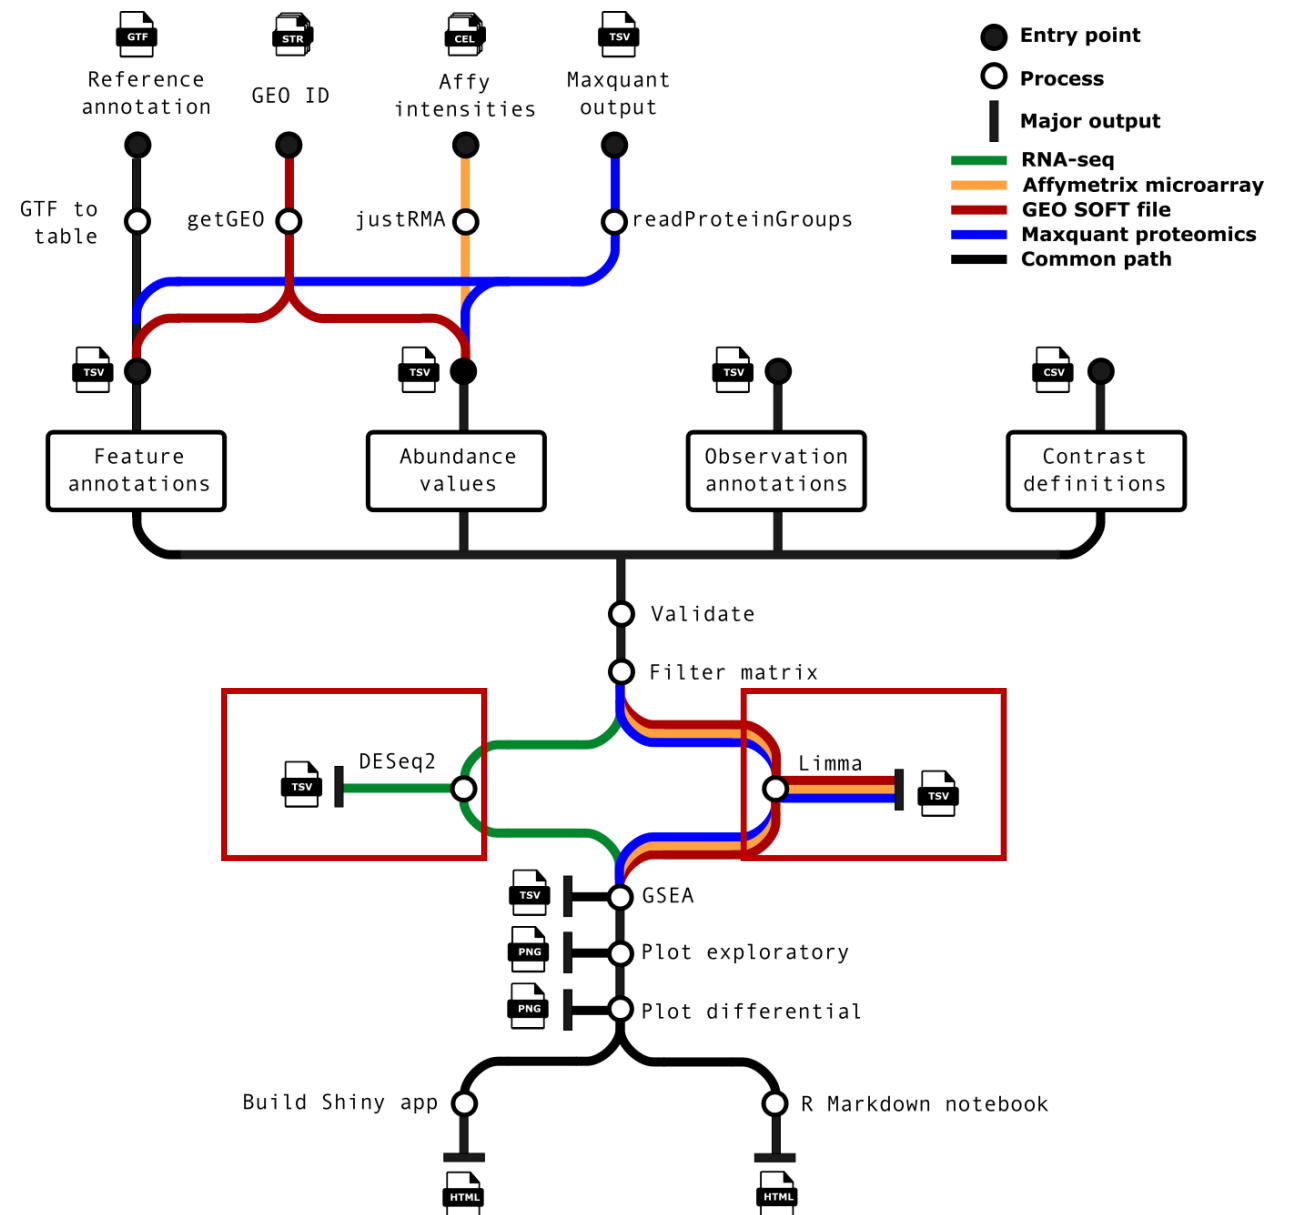 GTF
STR
CEL
TSV
Reference
annotation
GEO ID
Affy
intensities
Maxquant
output
Entry point
Process
Major output
RNA-seq
Affymetrix microarray
GEO SOFT file
Maxquant proteomics
Common path
GTF to
table
getGEO
justRMA
readProteinGroups
TSV
TSV
TSV
CSV
Feature
annotations
Abundance
values
Observation
annotations
Contrast
definitions
Validate
Filter matrix
DESeq2
TSV
Limma
TSV
TSV
GSEA
PNG
Plot exploratory
PNG
Plot differential
Build Shiny app
R Markdown notebook
HTML
HTML